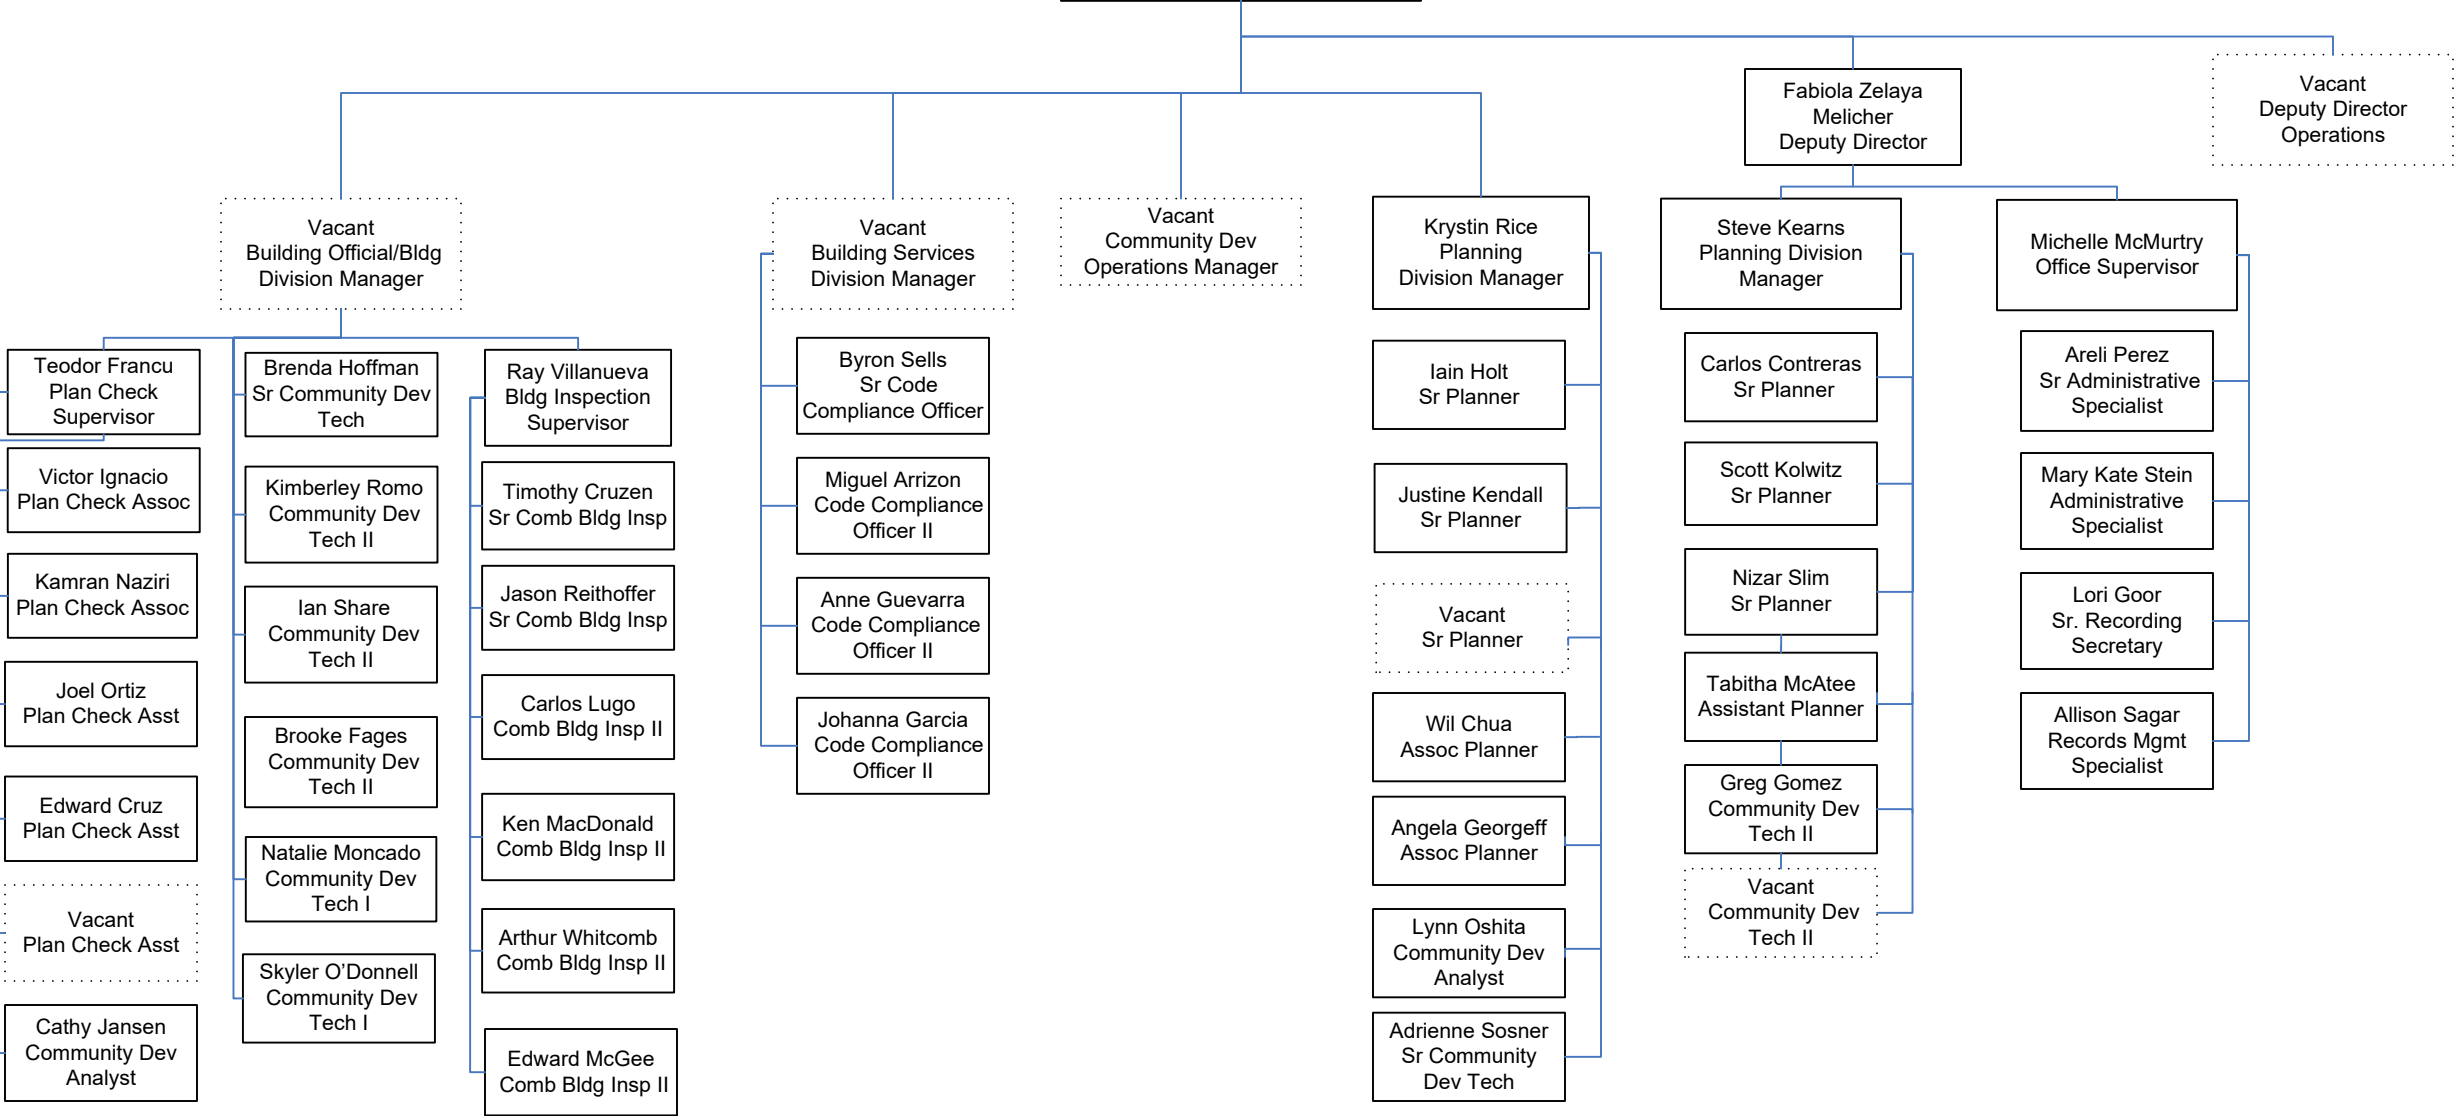 Fabiola Zelaya
Melicher
Deputy Director
Vacant
Deputy Director
Operations
Vacant
Building Official/Bldg
Division Manager
Vacant
Building Services
Division Manager
Vacant
Community Dev
Operations Manager
Krystin Rice
Planning
Division Manager
Steve Kearns
Planning Division
Manager
Michelle McMurtry
Office Supervisor
Teodor Francu
Plan Check
Supervisor
Victor Ignacio
Plan Check Assoc
Kamran Naziri
Plan Check Assoc
Joel Ortiz
Plan Check Asst
Edward Cruz
Plan Check Asst
Vacant
Plan Check Asst
Cathy Jansen
Community Dev
Analyst
Brenda Hoffman
Sr Community Dev
Tech
Kimberley Romo
Community Dev
Tech II
Ian Share
Community Dev
Tech II
Brooke Fages
Community Dev
Tech II
Natalie Moncado
Community Dev
Tech I
Skyler O’Donnell
Community Dev
Tech I
Ray Villanueva
Bldg Inspection
Supervisor
Timothy Cruzen
Sr Comb Bldg Insp
Jason Reithoffer
Sr Comb Bldg Insp
Carlos Lugo
Comb Bldg Insp II
Ken MacDonald
Comb Bldg Insp II
Arthur Whitcomb
Comb Bldg Insp II
Edward McGee
Comb Bldg Insp II
Byron Sells
Sr Code
Compliance Officer
Miguel Arrizon
Code Compliance
Officer II
Anne Guevarra
Code Compliance
Officer II
Johanna Garcia
Code Compliance
Officer II
Iain Holt
Sr Planner
Justine Kendall
Sr Planner
Vacant
Sr Planner
Wil Chua
Assoc Planner
Angela Georgeff
Assoc Planner
Lynn Oshita
Community Dev
Analyst
Adrienne Sosner
Sr Community
Dev Tech
Carlos Contreras
Sr Planner
Scott Kolwitz
Sr Planner
Nizar Slim
Sr Planner
Tabitha McAtee
Assistant Planner
Greg Gomez
Community Dev
Tech II
Vacant
Community Dev
Tech II
Areli Perez
Sr Administrative
Specialist
Mary Kate Stein
Administrative
Specialist
Lori Goor
Sr. Recording
Secretary
Allison Sagar
Records Mgmt
Specialist